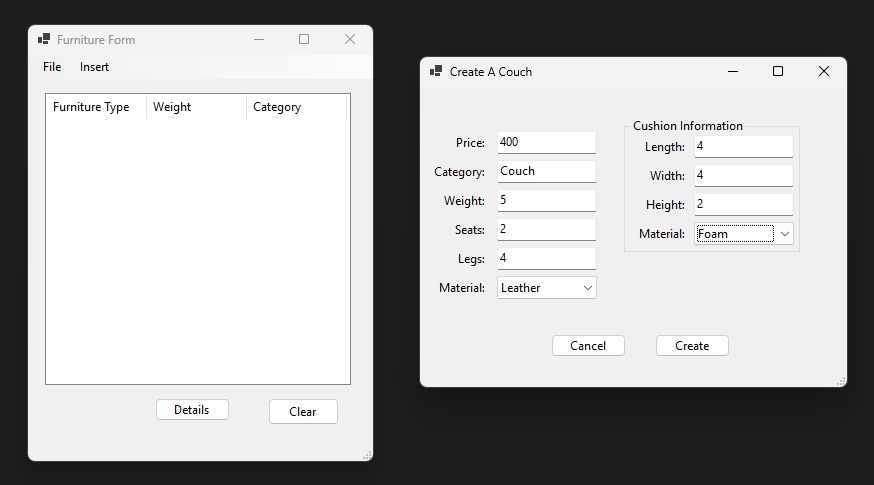 Furniture Form
File Insert
Furniture Type Weight Category
Details Clear
Create A Couch
Price: 400
Category: Couch
Weight: 5
Seats: 2
Legs: 4
Material: Leather
Cushion Information
Length: 4
Width: 4
Height: 2
Material: Foam
Cancel Create